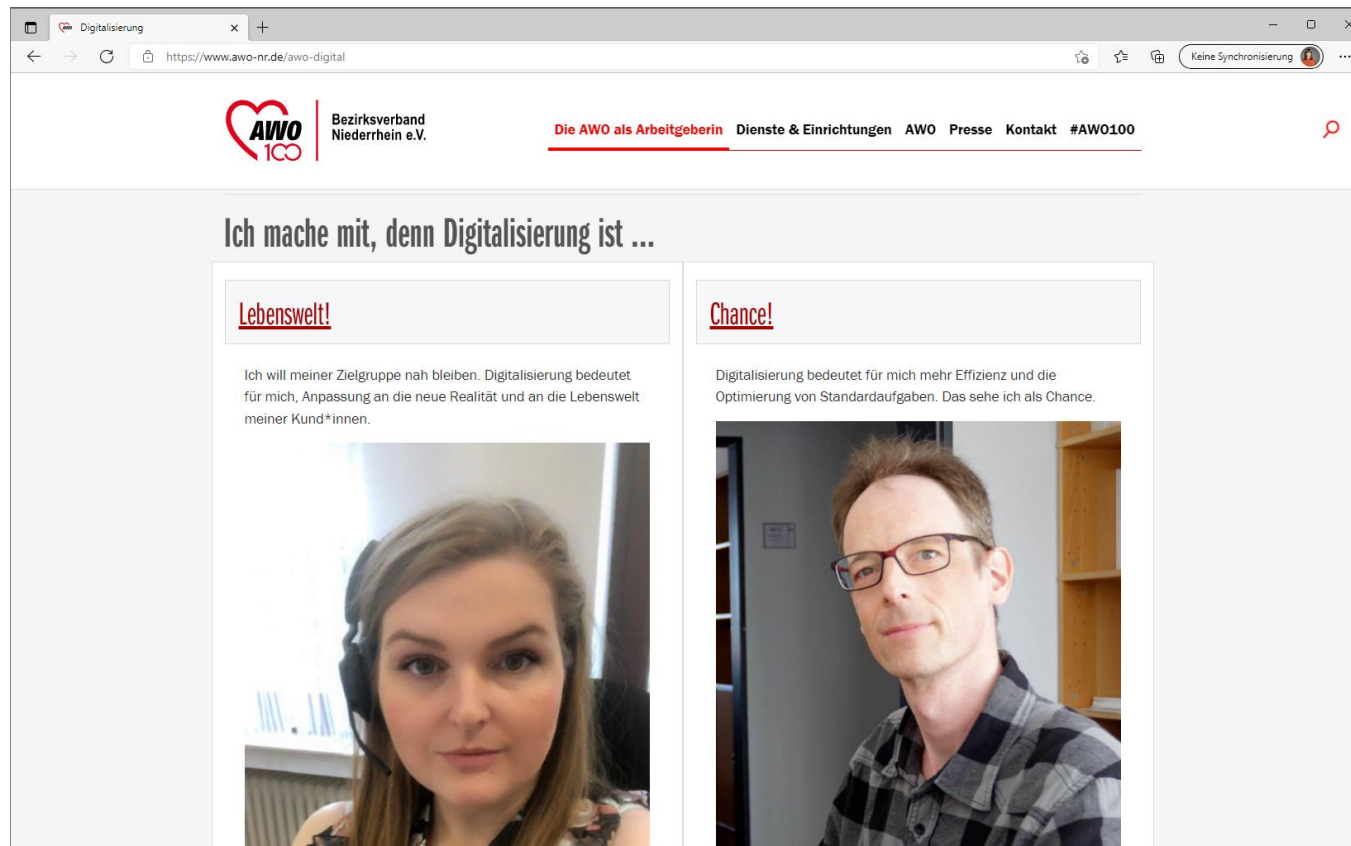 Digitalisierung
https://www.awo-nr.de/awo-digital
Keine Synchronisierung
AWO
100
Bezirksverband
Niederrhein e.V.
Die AWO als Arbeitgeberin Dienste & Einrichtungen AWO Presse Kontakt #AWO100
Ich mache mit, denn Digitalisierung ist ...
Lebenswelt!
Ich will meiner Zielgruppe nah bleiben. Digitalisierung bedeutet
für mich, Anpassung an die neue Realität und an die Lebenswelt
meiner Kund*innen.
Chance!
Digitalisierung bedeutet für mich mehr Effizienz und die
Optimierung von Standardaufgaben. Das sehe ich als Chance.